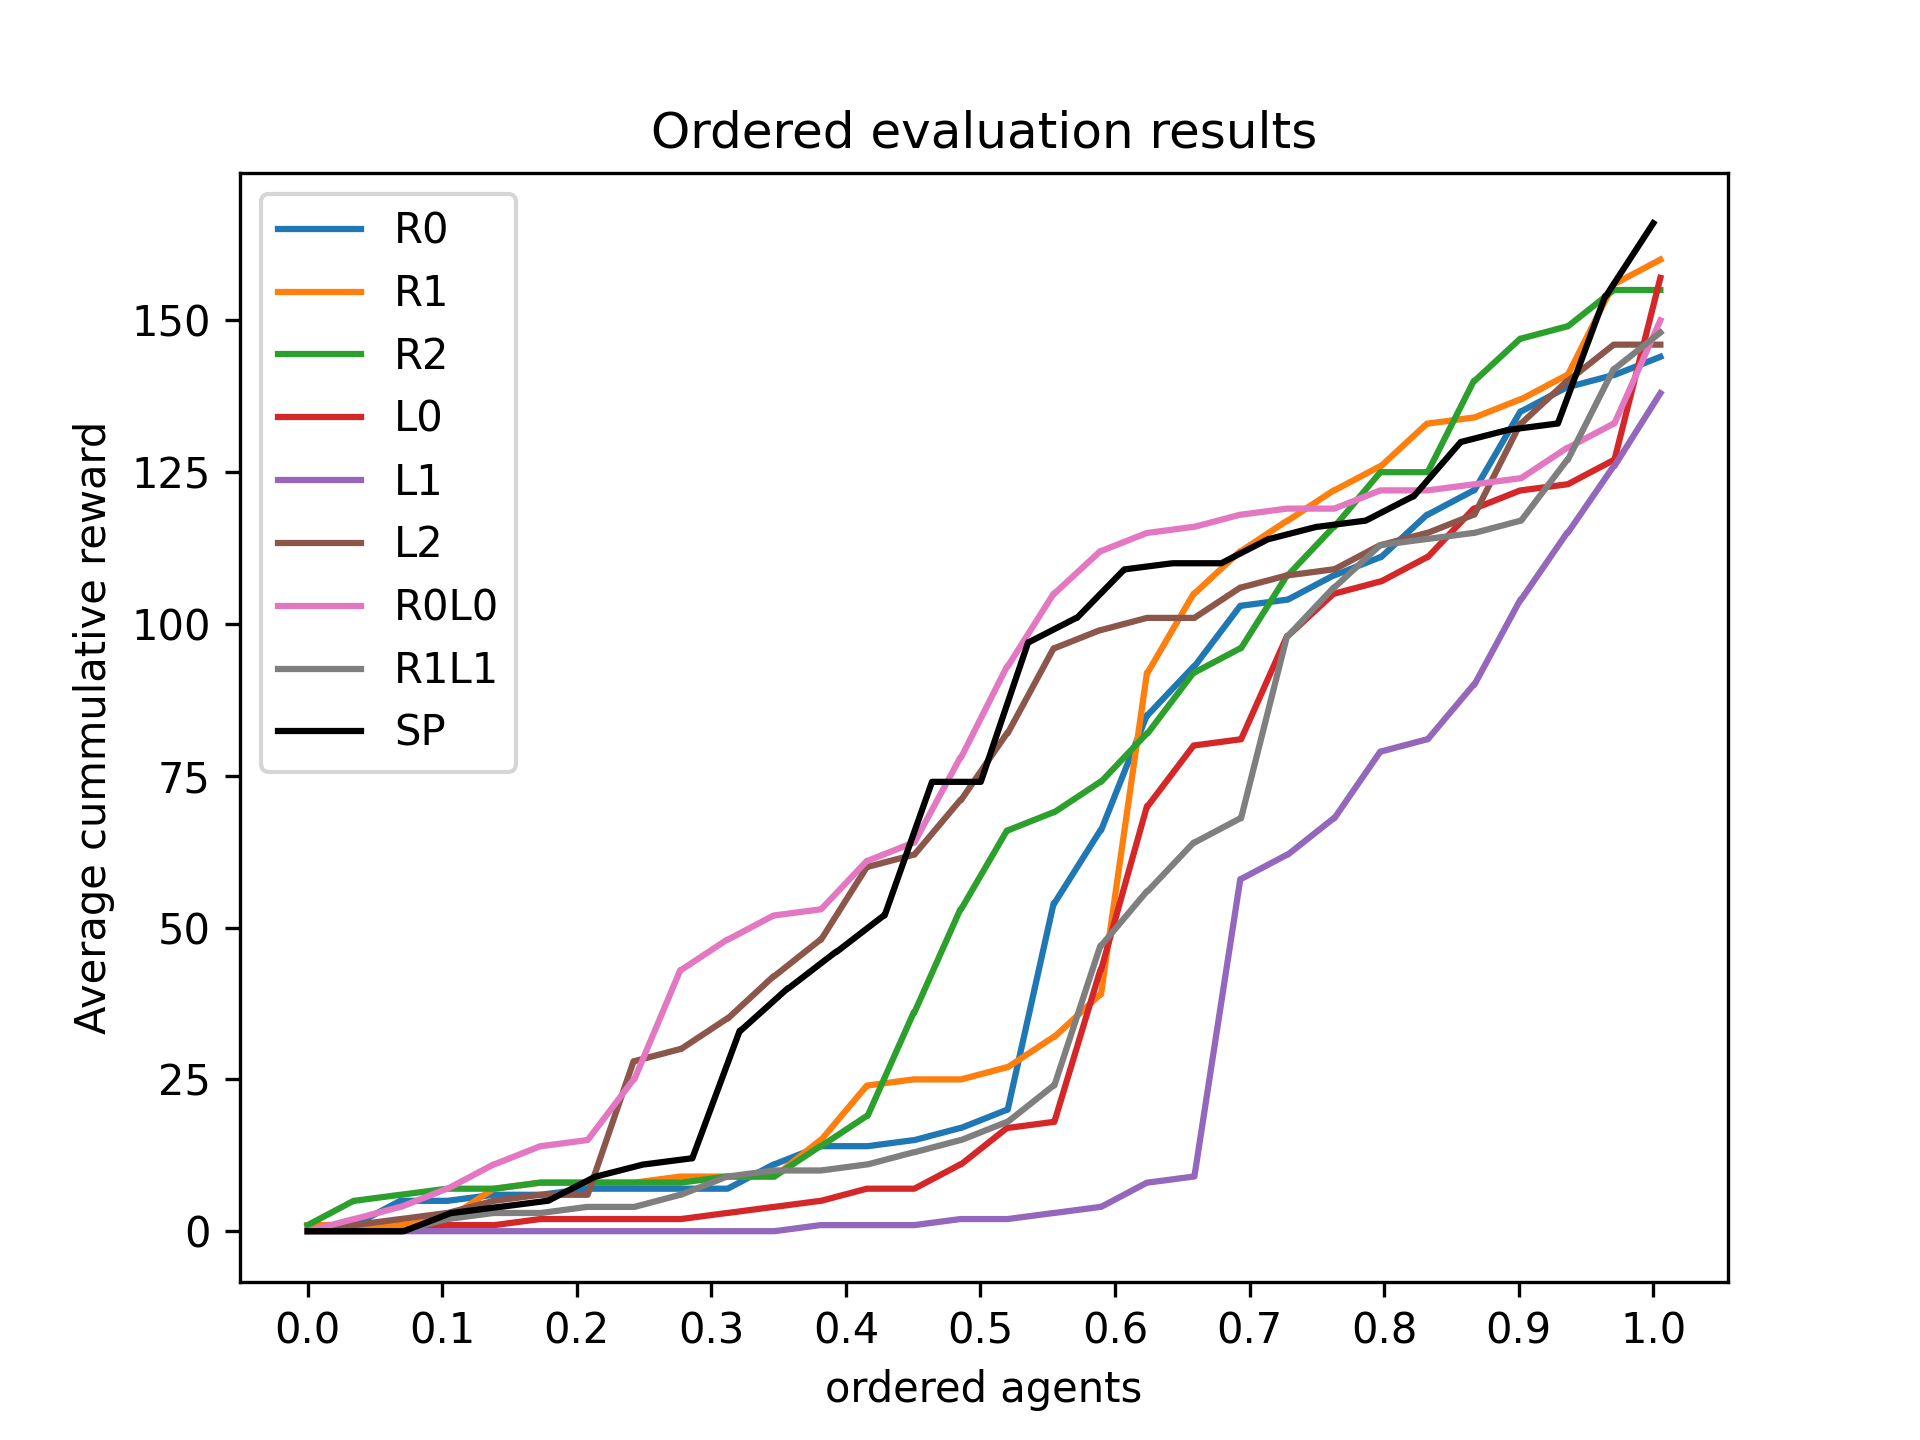 Ordered evaluation results
R0
R1
R2
L0
L1
L2
R0L0
R1L1
SP
Average cummulative reward
150
125
100
75
50
25
0
0.0 0.1 0.2 0.3 0.4 0.5 0.6 0.7 0.8 0.9 1.0
ordered agents